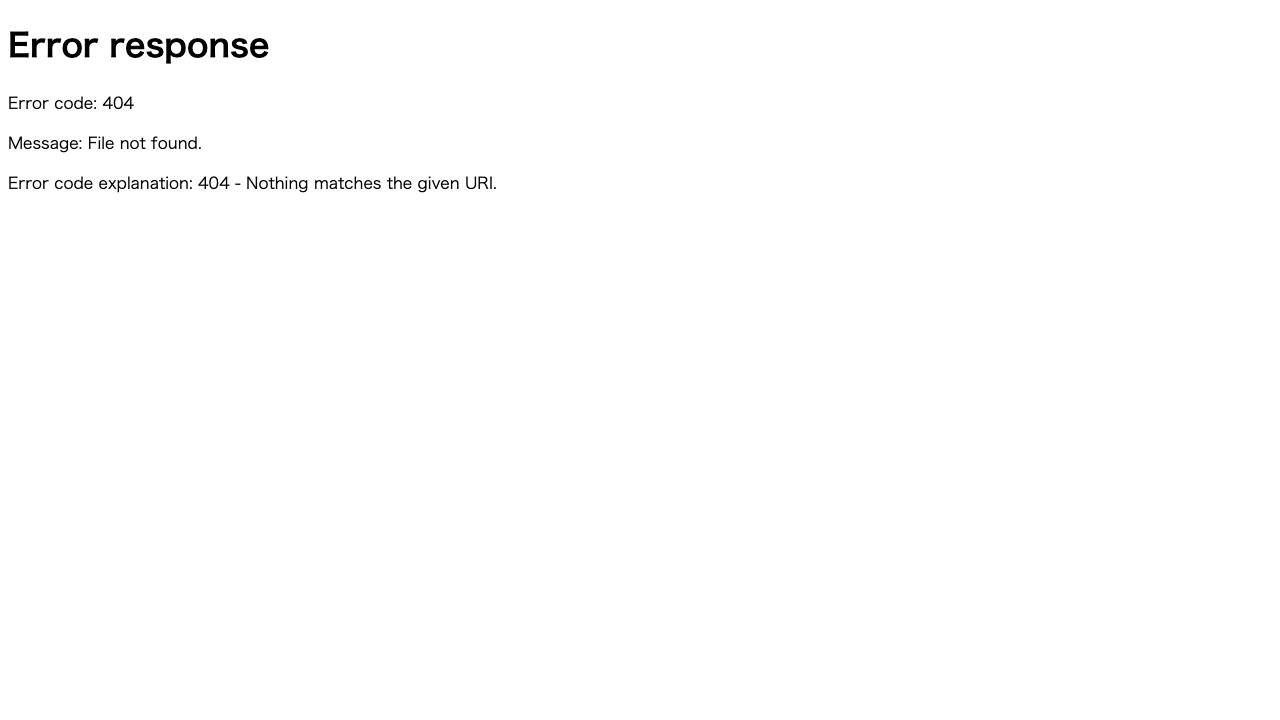 Error response
Error code: 404
Message: File not found.
Error code explanation: 404 - Nothing matches the given URI.